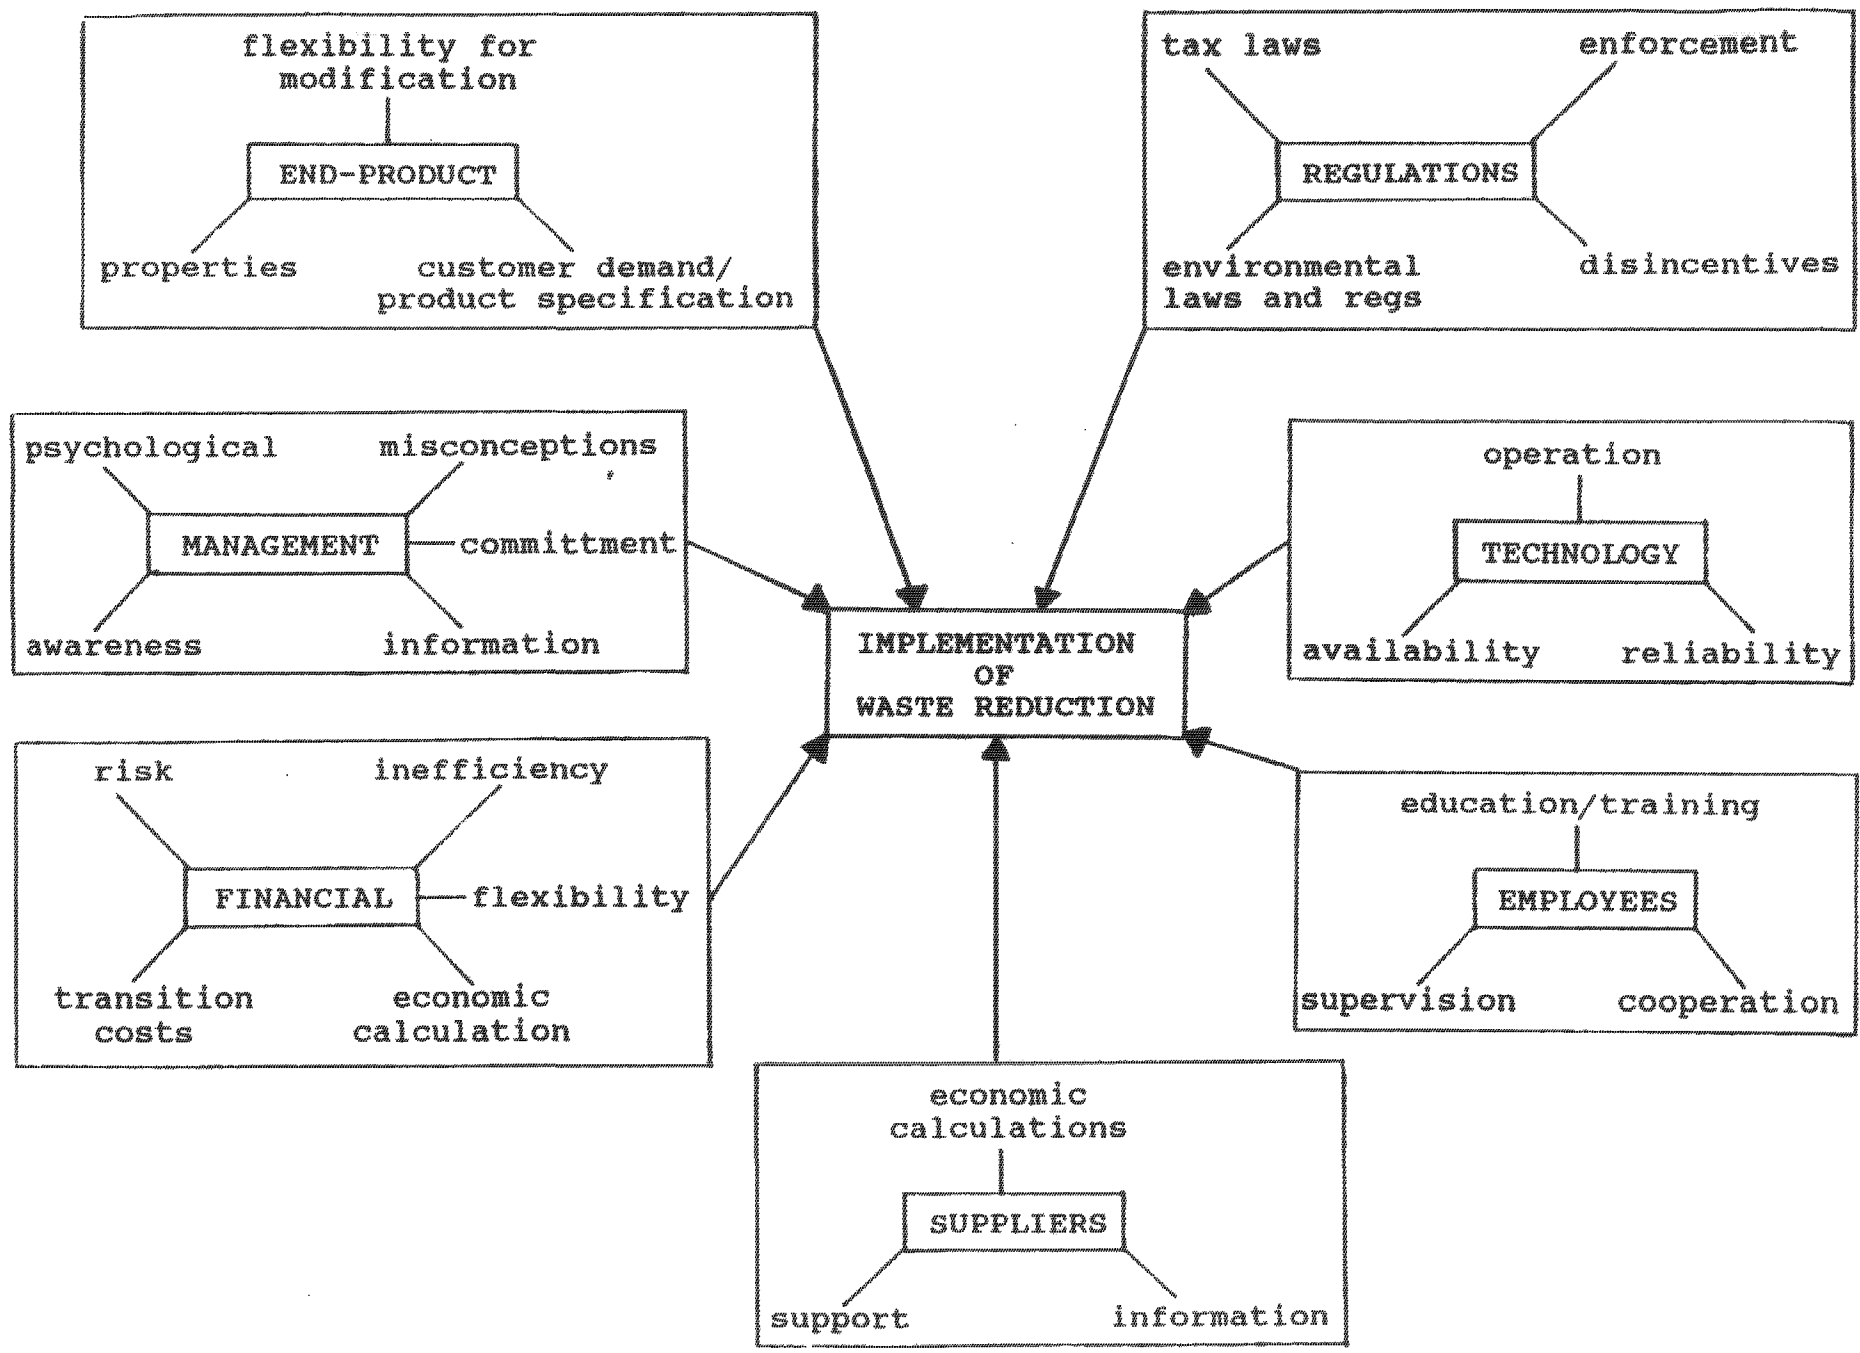 flexibility for
modification
END-PRODUCT
properties
customer demand/
product specification
tax laws
enforcement
REGULATIONS
environmental
laws and regs
disincentives
psychological
misconceptions
MANAGEMENT
committment
awareness
information
operation
TECHNOLOGY
availability
reliability
IMPLEMENTATION
OF
WASTE REDUCTION
risk
inefficiency
FINANCIAL
flexibility
transition
costs
economic
calculation
education/training
EMPLOYEES
supervision
cooperation
economic
calculations
SUPPLIERS
support
information